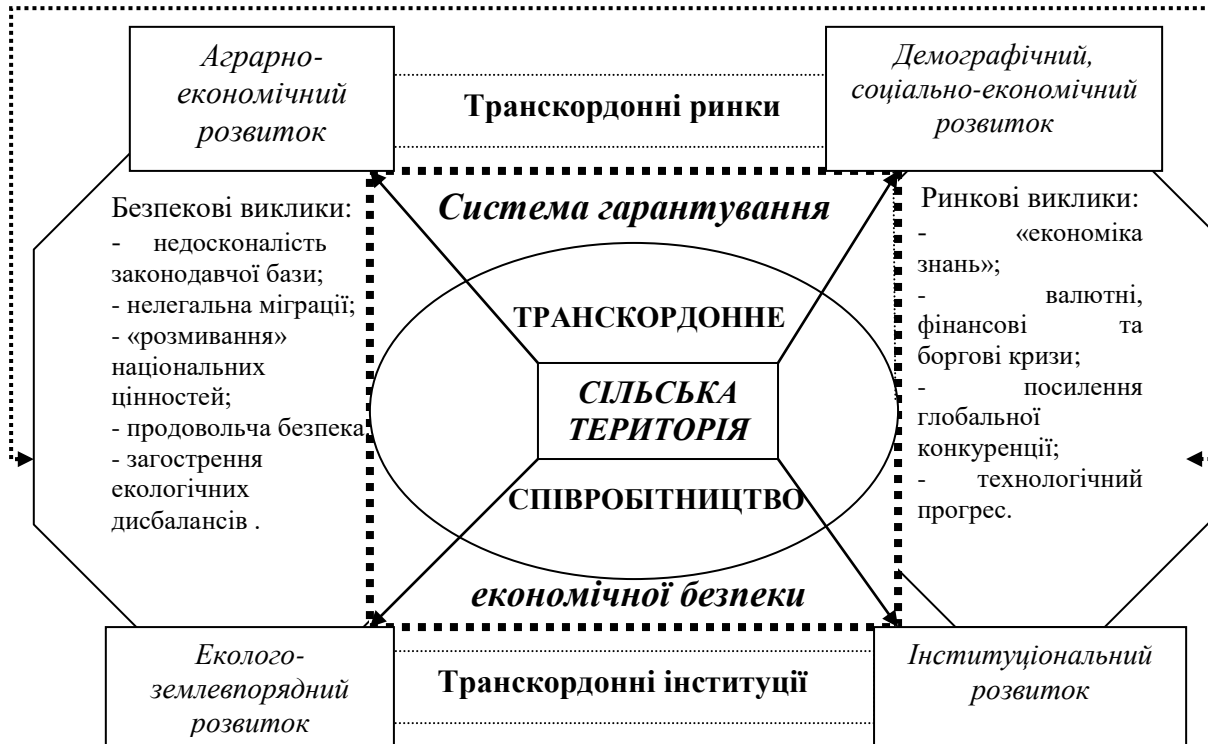 Аграрно-
економічний
розвиток
Транскордонні ринки
Демографічний,
соціально-економічний
розвиток
Безпекові виклики:
- недосконалість
законодавчої бази;
- нелегальна міграції;
- «розмивання»
національних
цінностей;
- продовольча безпека
- загострення
екологічних
дисбалансів .
Система гарантування
ТРАНСКОРДОННЕ
СІЛЬСЬКА
ТЕРИТОРІЯ
СПІВРОБІТНИЦТВО
економічної безпеки
Ринкові виклики:
- «економіка
знань»;
- валютні,
фінансові та
боргові кризи;
- посилення
глобальної
конкуренції;
- технологічний
прогрес.
Еколого-
землевпорядний
розвиток
Транскордонні інституції
Інституціональний
розвиток